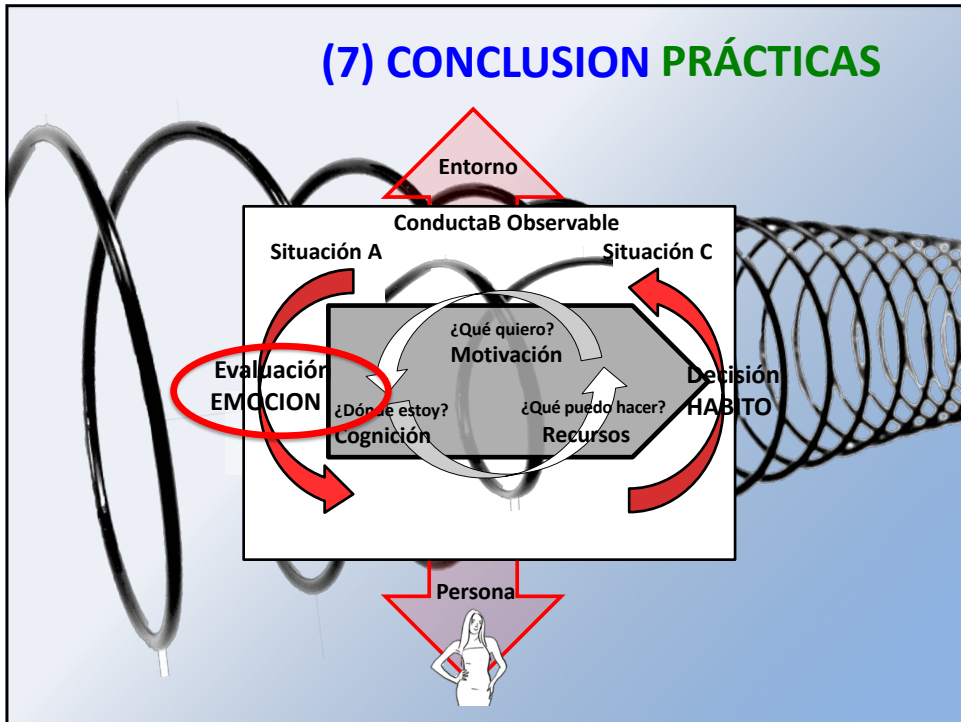 (7) CONCLUSION PRÁCTICAS
Entorno
ConductaB Observable
Situación A
Situación C
¿Qué quiero?
Motivación
Evaluación
EMOCION
Decisión
HABITO
¿Dónde estoy?
Cognición
¿Qué puedo hacer?
Recursos
Persona